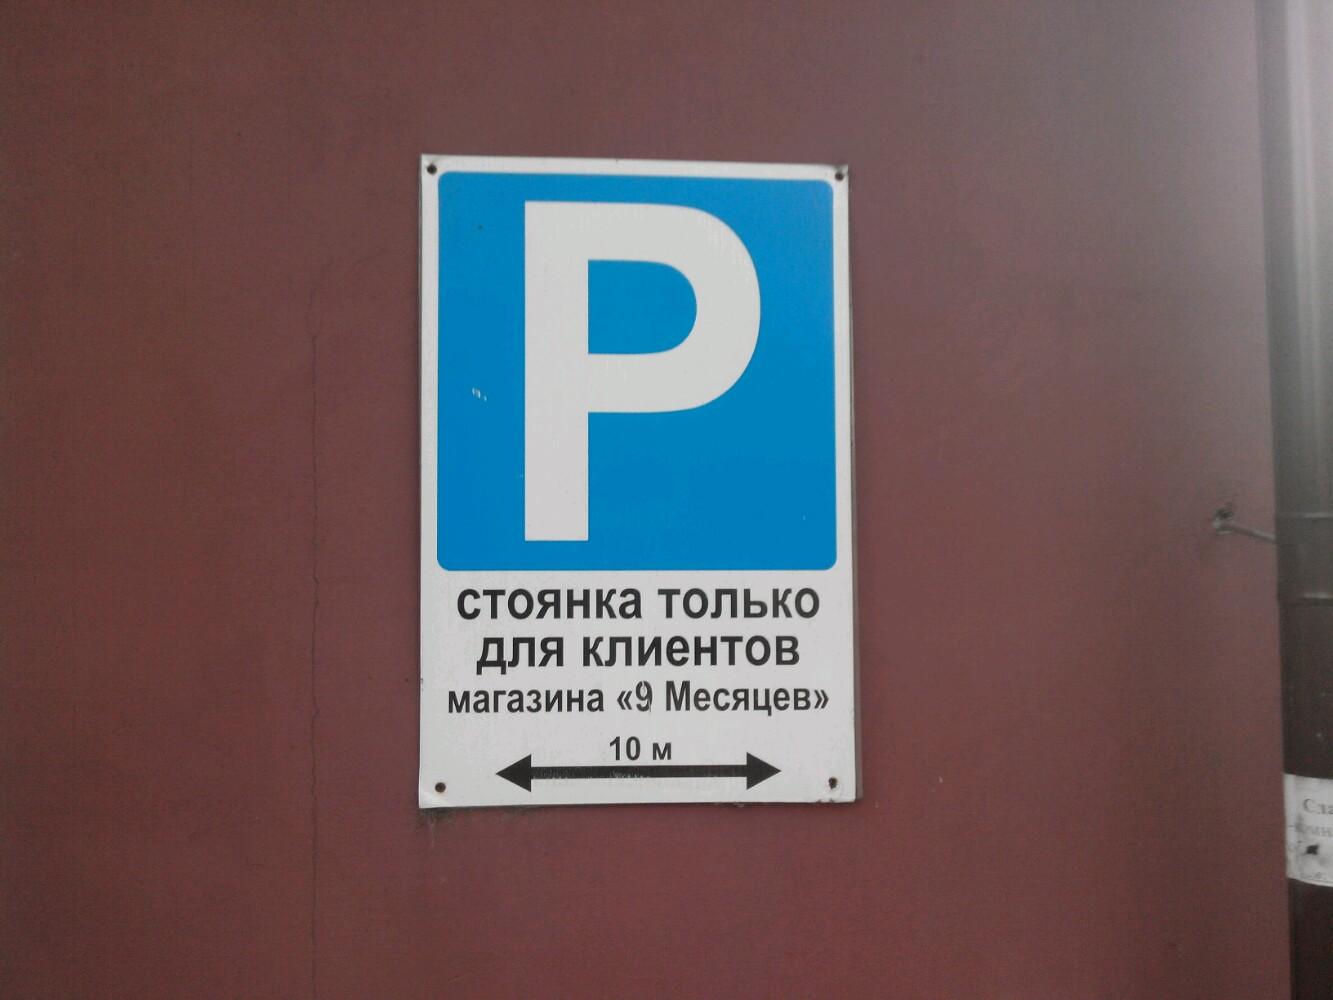 P
стоянка только
для клиентов
магазина «9 Месяцев»
10 м